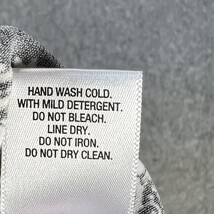 HAND WASH COLD.
WITH MILD DETERGENT.
DO NOT BLEACH.
LINE DRY.
DO NOT IRON.
DO NOT DRY CLEAN.